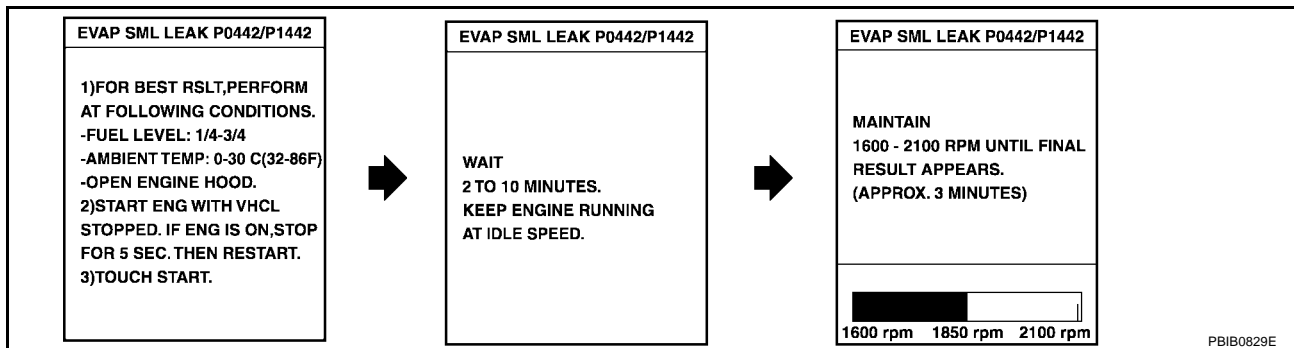 EVAP SML LEAK P0442/P1442
1)FOR BEST RSLT,PERFORM
AT FOLLOWING CONDITIONS.
-FUEL LEVEL: 1/4-3/4
-AMBIENT TEMP: 0-30 C(32-86F)
-OPEN ENGINE HOOD.
2)START ENG WITH VHCL
STOPPED. IF ENG IS ON,STOP
FOR 5 SEC. THEN RESTART.
3)TOUCH START.
EVAP SML LEAK P0442/P1442
WAIT
2 TO 10 MINUTES.
KEEP ENGINE RUNNING
AT IDLE SPEED.
EVAP SML LEAK P0442/P1442
MAINTAIN
1600 - 2100 RPM UNTIL FINAL
RESULT APPEARS.
(APPROX. 3 MINUTES)
1600 rpm 1850 rpm 2100 rpm
PBIB0829E